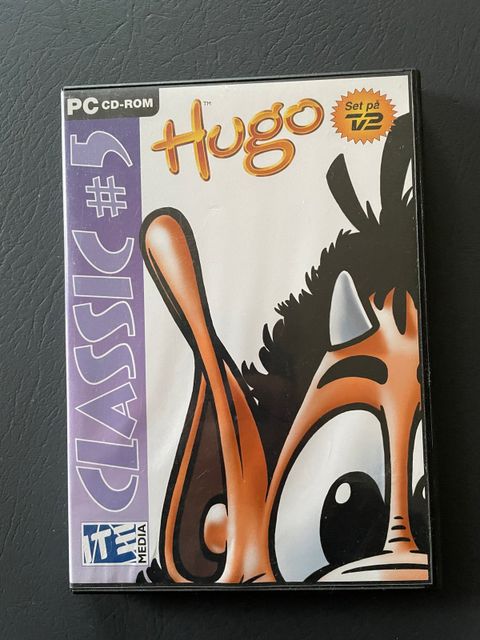 PC CD-ROM
Hugo™
Set på
TV2
CLASSIC #5
ITE
MEDIA